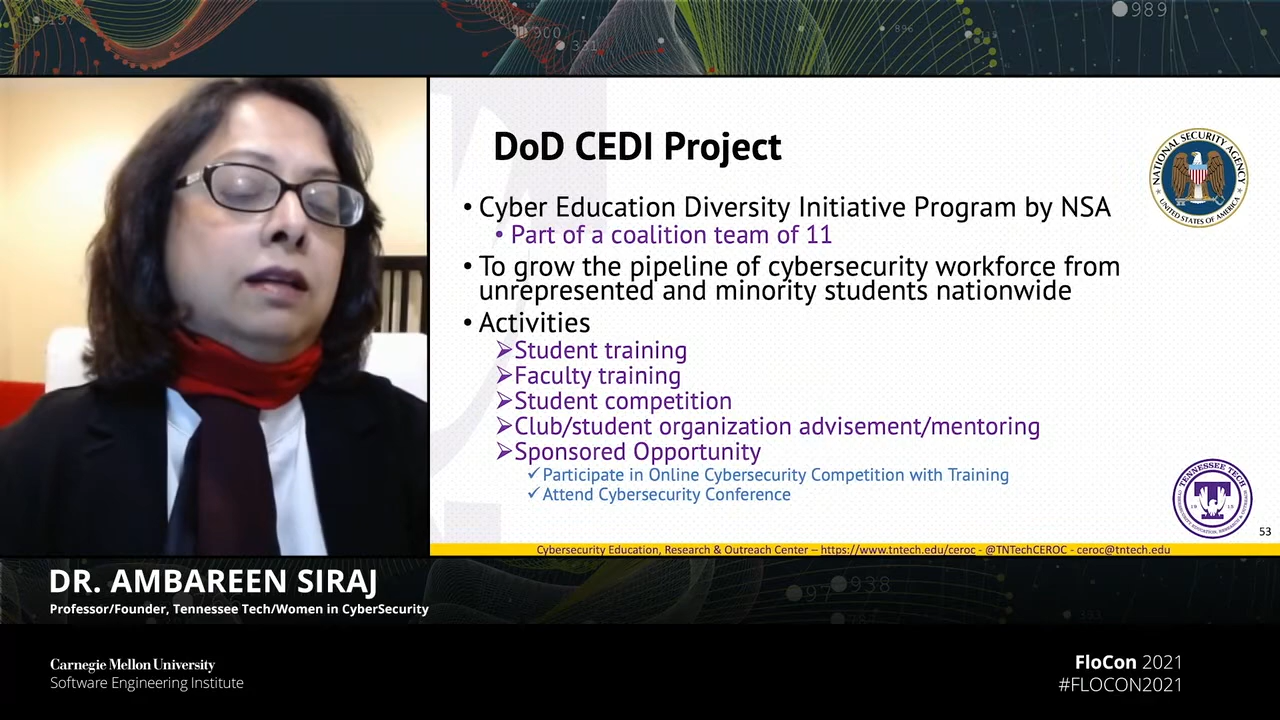 989
900
331
896
DoD CEDI Project
NATIONAL SECURITY AGENCY
UNITED STATES OF AMERICA
• Cyber Education Diversity Initiative Program by NSA
• Part of a coalition team of 11
• To grow the pipeline of cybersecurity workforce from
unrepresented and minority students nationwide
• Activities
➢Student training
➢Faculty training
➢Student competition
➢Club/student organization advisement/mentoring
➢Sponsored Opportunity
✓Participate in Online Cybersecurity Competition with Training
✓Attend Cybersecurity Conference
TENNESSEE TECH
53
Cybersecurity Education, Research & Outreach Center – https://www.tntech.edu/ceroc - @TNTechCEROC - ceroc@tntech.edu
DR. AMBAREEN SIRAJ
938
Professor/Founder, Tennessee Tech/Women in CyberSecurity
Carnegie Mellon University
Software Engineering Institute
FloCon 2021
#FLOCON2021